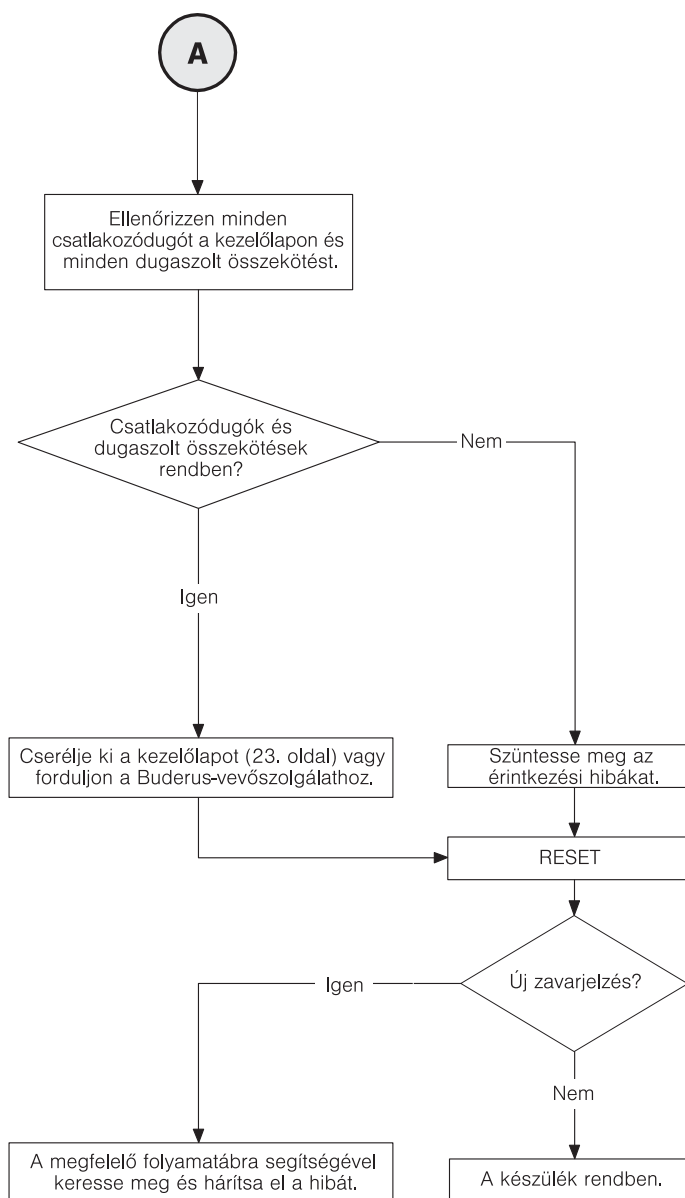 A
Ellenőrizzen minden
csatlakozódugót a kezelőlapon és
minden dugaszolt összekötést.
Csatlakozódugók és
dugaszolt összekötések
rendben?
Nem
Igen
Cserélje ki a kezelőlapot (23. oldal) vagy
forduljon a Buderus-vevőszolgálathoz.
Szüntesse meg az
érintkezési hibákat.
RESET
Új zavarjelzés?
Igen
Nem
A megfelelő folyamatábra segítségével
keresse meg és hárítsa el a hibát.
A készülék rendben.